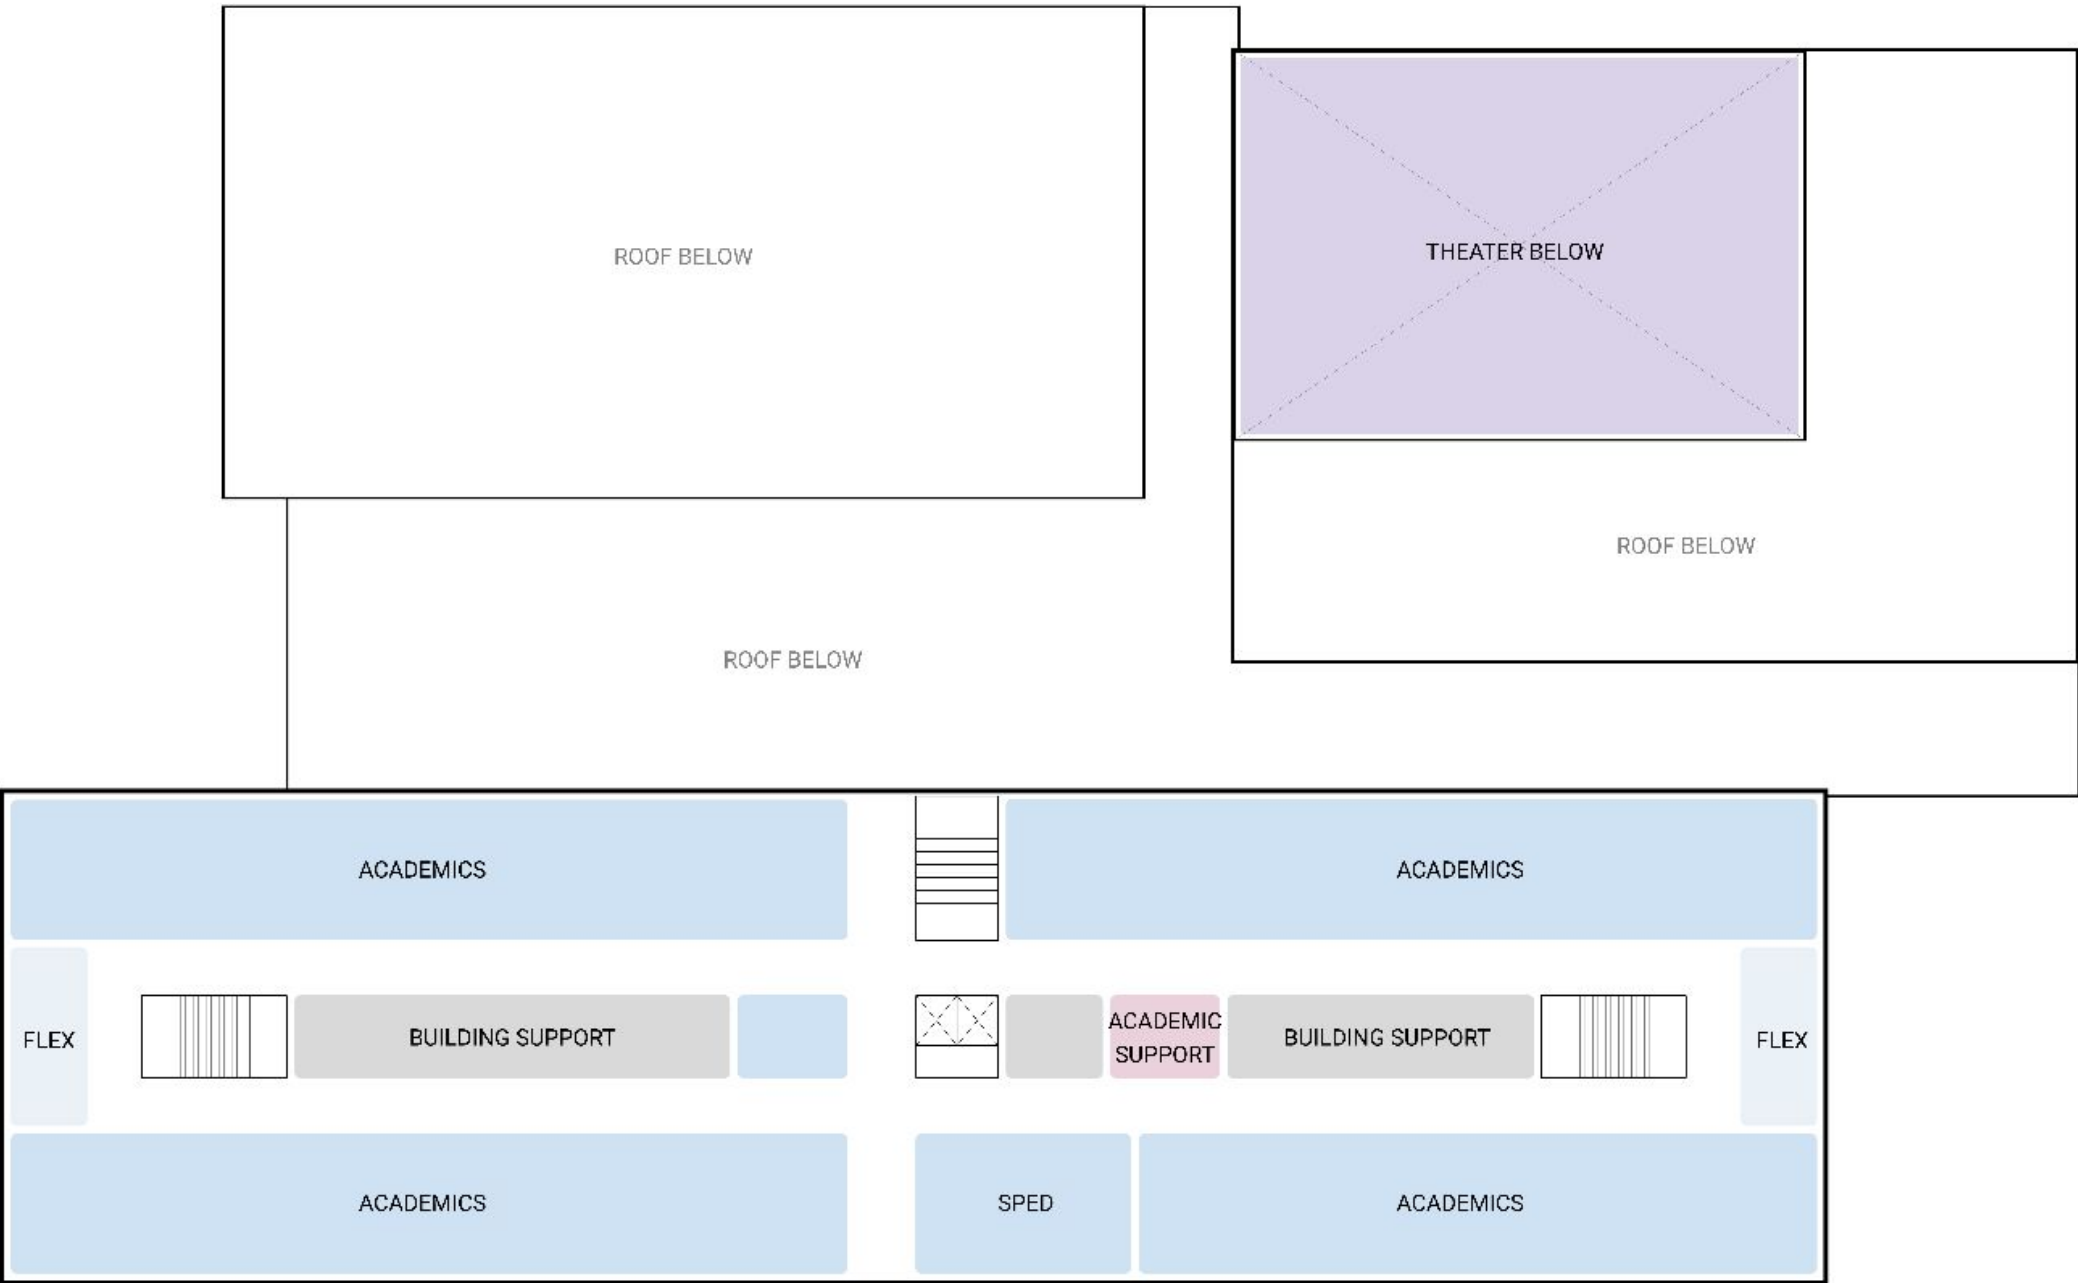 ROOF BELOW
THEATER BELOW
ROOF BELOW
ROOF BELOW
ACADEMICS
ACADEMICS
FLEX
BUILDING SUPPORT
ACADEMIC
SUPPORT
BUILDING SUPPORT
FLEX
ACADEMICS
SPED
ACADEMICS